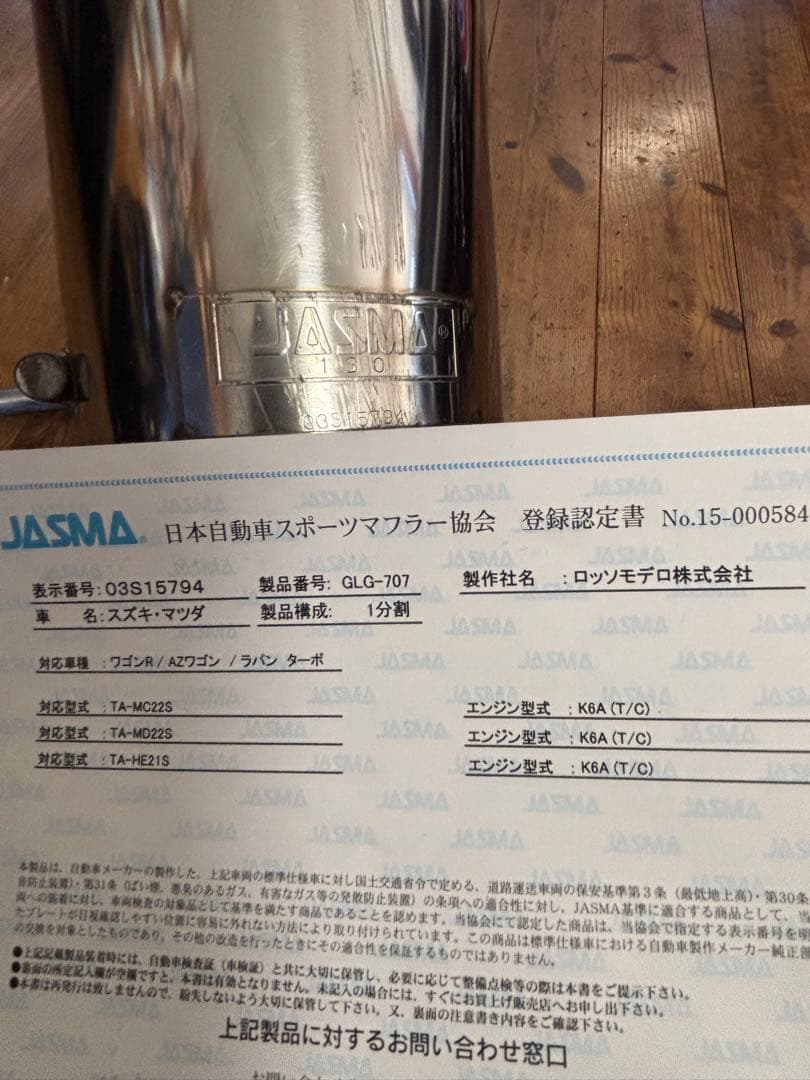 JASMA®
130
03S15794
JASMA® 日本自動車スポーツマフラー協会 登録認定書 No.15-000584
表示番号:03S15794 製品番号: GLG-707 製作社名 : ロッソモデロ株式会社
車 名:スズキ・マツダ 製品構成: 1分割
対応車種 : ワゴンR / AZワゴン / ラパン ターボ
対応型式 : TA-MC22S エンジン型式 : K6A(T/C)
対応型式 : TA-MD22S エンジン型式 : K6A(T/C)
対応型式 : TA-HE21S エンジン型式 : K6A(T/C)
本製品は、自動車メーカーの製作した、上記車両の標準仕様車に対し国土交通省令で定める、道路運送車両の保安基準第3条(最低地上高)・第30条
音防止装置)・第31条(ばい煙、悪臭のあるガス、有害なガス等の発散防止装置)の条項への適合性に対し、JASMA基準に適合する商品として、当
両への装着に対し、車両検査の対象品として基準を満たす商品であることを認めます。当協会にて認定した商品は、当協会で指定する表示番号を明
たプレートが目視確認しやすい位置に容易に外れない方法により取り付けられています。この商品は標準仕様車における自動車製作メーカー純正部
の交換を対象としたものであり、その他の改造を行ったときにその適合性を保証するものではありません。
●上記記載製品装着時には、自動車検査証(車検証)と共に大切に保管し、必要に応じて整備点検等の際は本書をご提示下さい。
●裏面の所定記入欄が空欄ですと、本書は有効となりません。未記入の場合には、すぐにお買上げ販売店へお申し出下さい。
●本書は再発行は致しませんので、紛失しないよう大切に保管して下さい。又、裏面の注意書き内容をご確認下さい。
上記製品に対するお問い合わせ窓口